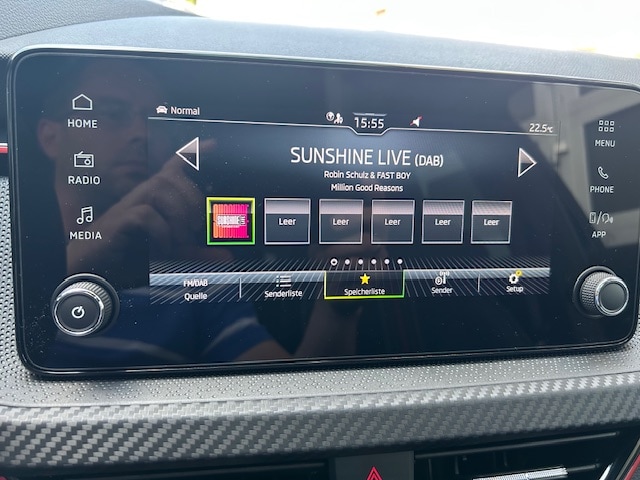 HOME
RADIO
MEDIA
Normal
15:55
22.5°C
SUNSHINE LIVE (DAB)
Robin Schulz & FAST BOY
Million Good Reasons
SUNSHINE
Leer
Leer
Leer
Leer
Leer
FM/DAB
Quelle
Senderliste
Speicherliste
Sender
Setup
MENU
PHONE
APP